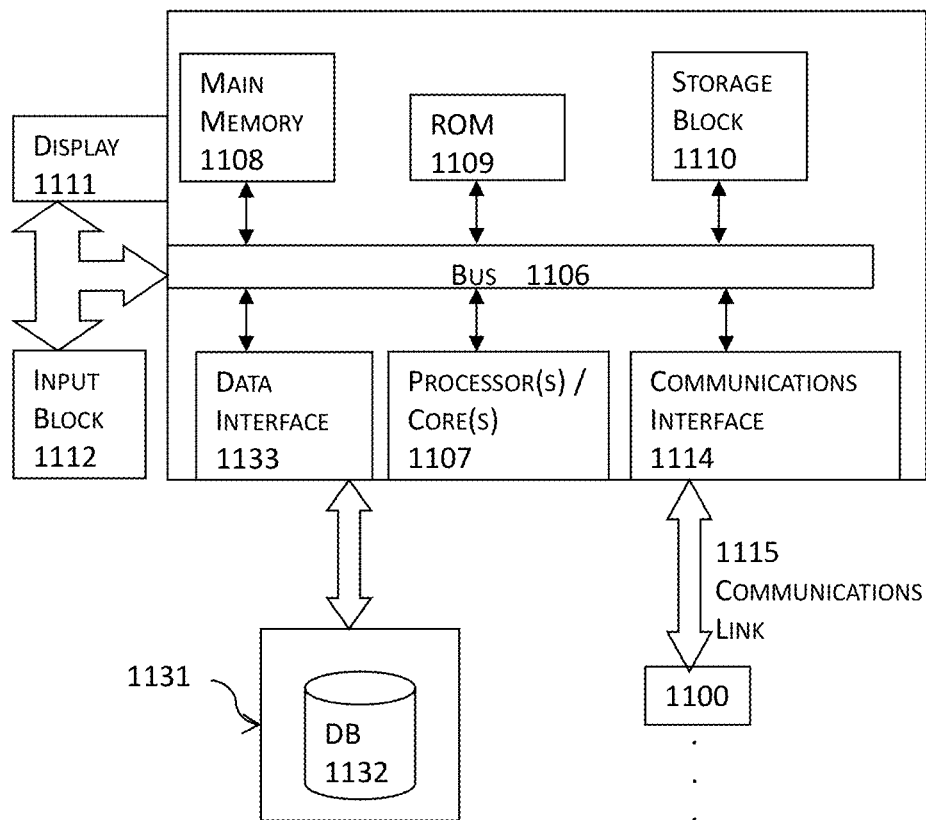 MAIN
MEMORY
1108
ROM
1109
STORAGE
BLOCK
1110
DISPLAY
1111
BUS 1106
INPUT
BLOCK
1112
DATA
INTERFACE
1133
PROCESSOR(S) /
CORE(S)
1107
COMMUNICATIONS
INTERFACE
1114
1115
COMMUNICATIONS
LINK
1131
DB
1132
1100